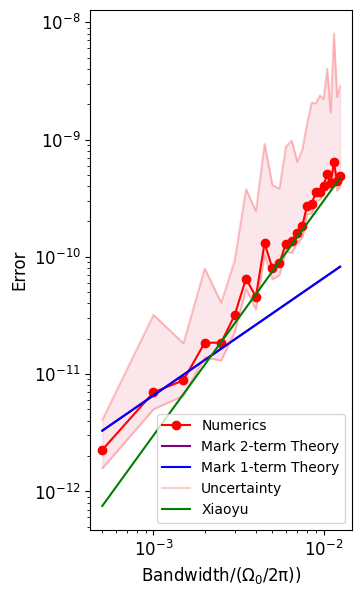 10⁻⁸
10⁻⁹
10⁻¹⁰
10⁻¹¹
10⁻¹²
Error
Numerics
Mark 2-term Theory
Mark 1-term Theory
Uncertainty
Xiaoyu
10⁻³
10⁻²
Bandwidth/(Ω₀/2π))